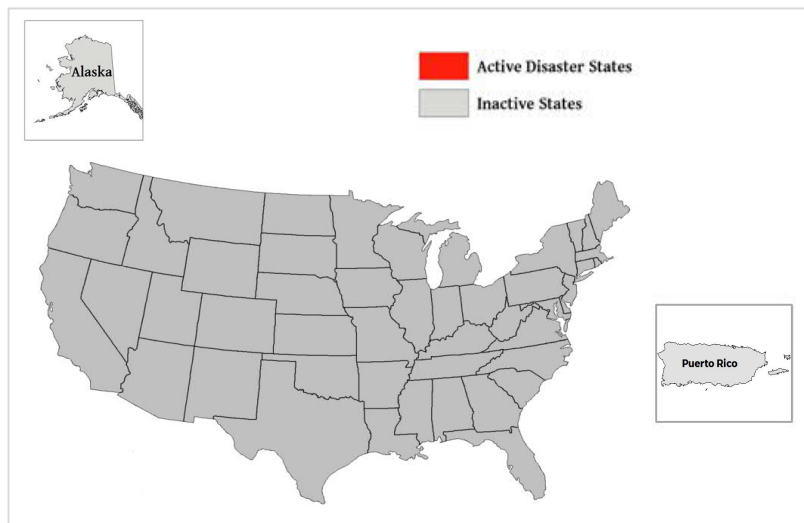 Alaska
Active Disaster States
Inactive States
Puerto Rico